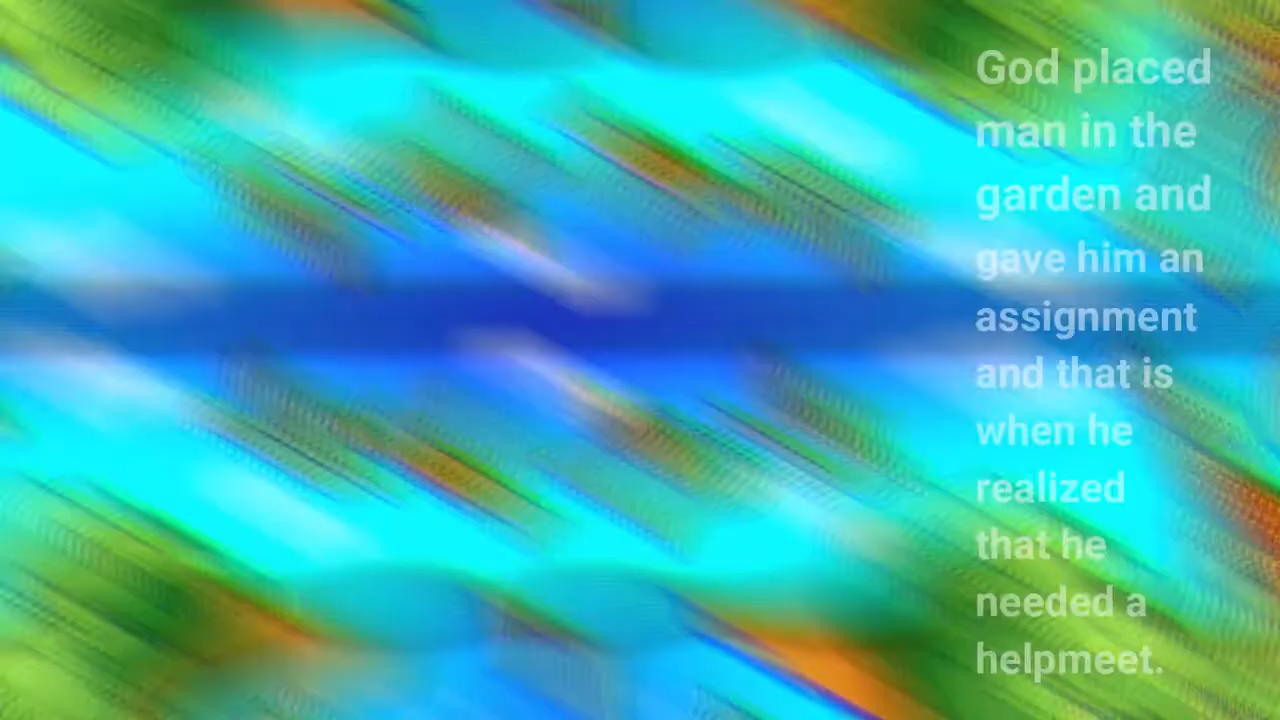 God placed
man in the
garden and
gave him an
assignment
and that is
when he
realized
that he
needed a
helpmeet.